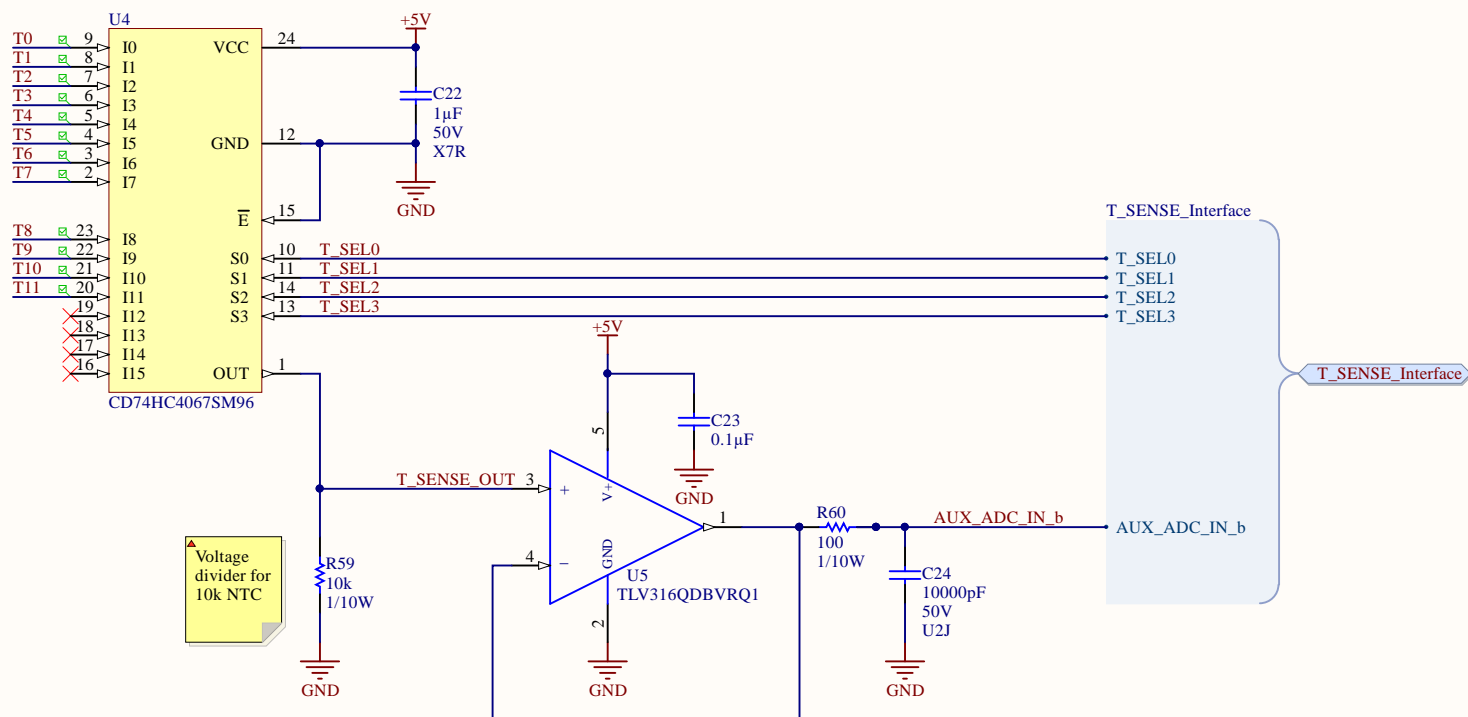 U4
T0 9 I0
T1 8 I1
T2 7 I2
T3 6 I3
T4 5 I4
T5 4 I5
T6 3 I6
T7 2 I7
T8 23 I8
T9 22 I9
T10 21 I10
T11 20 I11
19 I12
18 I13
17 I14
16 I15
VCC 24
GND 12
E 15
S0 10 T_SEL0
S1 11 T_SEL1
S2 14 T_SEL2
S3 13 T_SEL3
OUT 1
CD74HC4067SM96
+5V
C22
1µF
50V
X7R
GND
T_SENSE_Interface
T_SEL0
T_SEL1
T_SEL2
T_SEL3
AUX_ADC_IN_b
T_SENSE_Interface
+5V
C23
0.1µF
GND
T_SENSE_OUT 3
+
4
−
5
V+
GND
2
1
U5
TLV316QDBVRQ1
GND
R60
100
1/10W
AUX_ADC_IN_b
C24
10000pF
50V
U2J
GND
Voltage
divider for
10k NTC
R59
10k
1/10W
GND